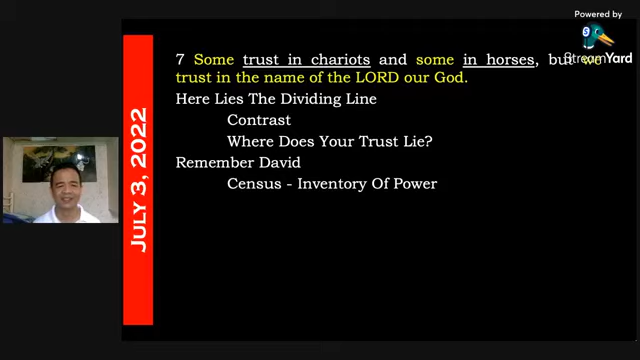 Powered by
S
StreamYard
7 Some trust in chariots and some in horses, but we
trust in the name of the LORD our God.
Here Lies The Dividing Line
Contrast
Where Does Your Trust Lie?
Remember David
Census - Inventory Of Power
JULY 3, 2022